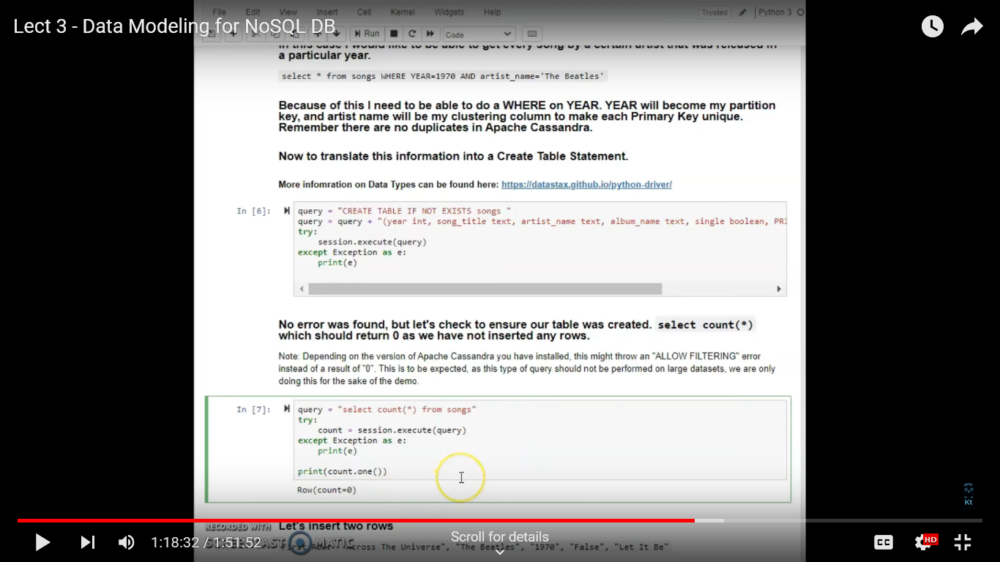 File Edit View Insert Cell Kernel Widgets Help Trusted Python 3
Lect 3 - Data Modeling for NoSQL DB
Run Code
In this case I would like to be able to get every song by a certain artist that was released in
a particular year.
select * from songs WHERE YEAR=1970 AND artist_name='The Beatles'
Because of this I need to be able to do a WHERE on YEAR. YEAR will become my partition
key, and artist name will be my clustering column to make each Primary Key unique.
Remember there are no duplicates in Apache Cassandra.
Now to translate this information into a Create Table Statement.
More infomration on Data Types can be found here: https://datastax.github.io/python-driver/
In [6]: query = "CREATE TABLE IF NOT EXISTS songs "
query = query + "(year int, song_title text, artist_name text, album_name text, single boolean, PRI
try:
session.execute(query)
except Exception as e:
print(e)
No error was found, but let's check to ensure our table was created. select count(*)
which should return 0 as we have not inserted any rows.
Note: Depending on the version of Apache Cassandra you have installed, this might throw an "ALLOW FILTERING" error
instead of a result of "0". This is to be expected, as this type of query should not be performed on large datasets, we are only
doing this for the sake of the demo.
In [7]: query = "select count(*) from songs"
try:
count = session.execute(query)
except Exception as e:
print(e)
print(count.one())
Row(count=0)
Kt
RECORDED WITH Let's insert two rows
SCREENCAST MATIC
First Row: "Across The Universe", "The Beatles", "1970", "False", "Let It Be"
1:18:32 / 1:51:52 Scroll for details CC HD